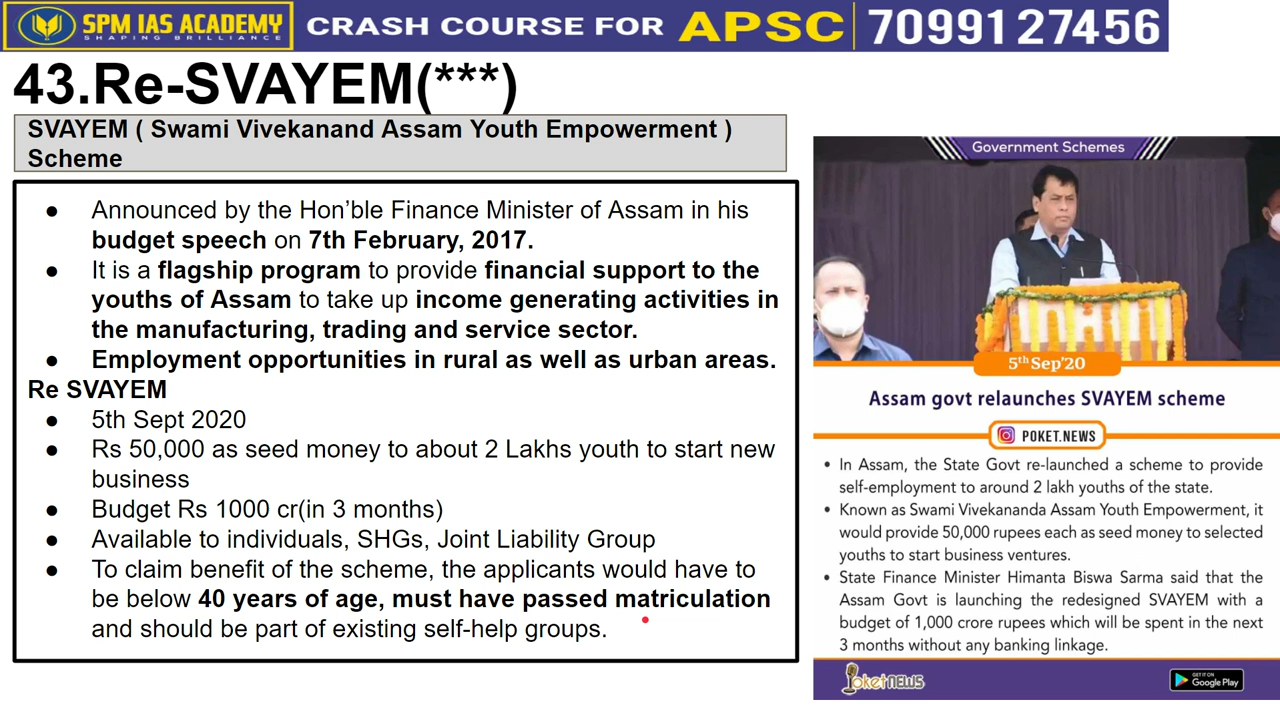 SPM IAS ACADEMY
SHAPING BRILLIANCE
CRASH COURSE FOR APSC 7099127456
43.Re-SVAYEM(***)
SVAYEM ( Swami Vivekanand Assam Youth Empowerment )
Scheme
● Announced by the Hon’ble Finance Minister of Assam in his
budget speech on 7th February, 2017.
● It is a flagship program to provide financial support to the
youths of Assam to take up income generating activities in
the manufacturing, trading and service sector.
● Employment opportunities in rural as well as urban areas.
Re SVAYEM
● 5th Sept 2020
● Rs 50,000 as seed money to about 2 Lakhs youth to start new
business
● Budget Rs 1000 cr(in 3 months)
● Available to individuals, SHGs, Joint Liability Group
● To claim benefit of the scheme, the applicants would have to
be below 40 years of age, must have passed matriculation
and should be part of existing self-help groups.
Government Schemes
5th Sep'20
Assam govt relaunches SVAYEM scheme
POKET.NEWS
• In Assam, the State Govt re-launched a scheme to provide
self-employment to around 2 lakh youths of the state.
• Known as Swami Vivekananda Assam Youth Empowerment, it
would provide 50,000 rupees each as seed money to selected
youths to start business ventures.
• State Finance Minister Himanta Biswa Sarma said that the
Assam Govt is launching the redesigned SVAYEM with a
budget of 1,000 crore rupees which will be spent in the next
3 months without any banking linkage.
Poket NEWS
GET IT ON
Google Play